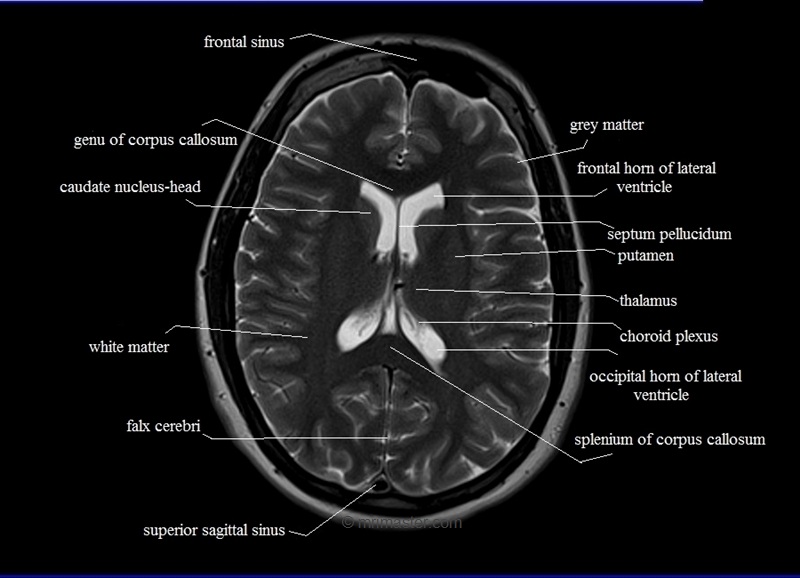 frontal sinus
grey matter
genu of corpus callosum
frontal horn of lateral
ventricle
caudate nucleus-head
septum pellucidum
putamen
thalamus
choroid plexus
white matter
occipital horn of lateral
ventricle
falx cerebri
splenium of corpus callosum
superior sagittal sinus
© mrimaster.com